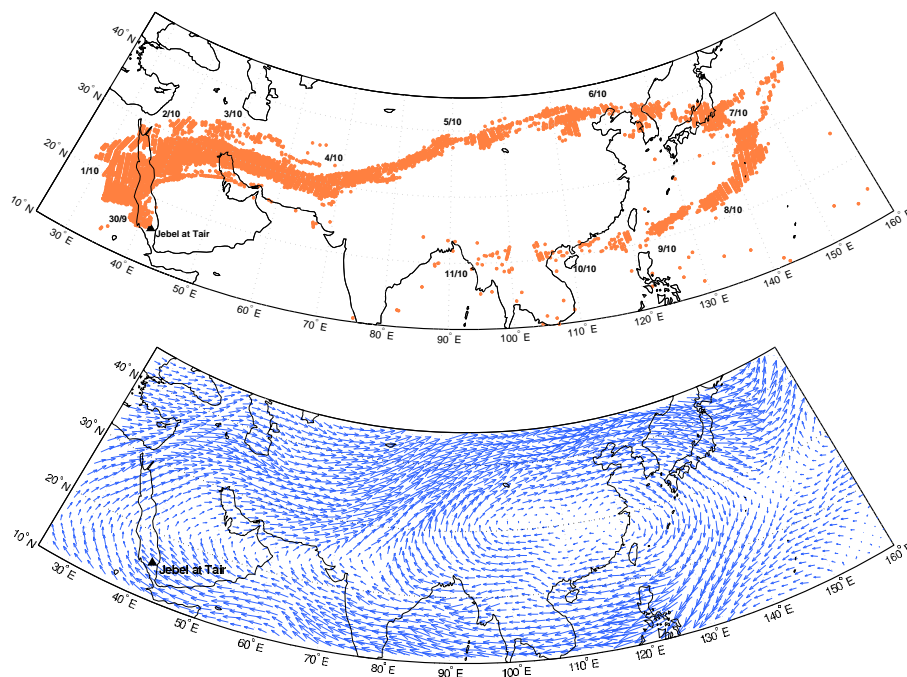 40° N
30° N
20° N
10° N
30° E
40° E
50° E
60° E
70° E
80° E
90° E
100° E
110° E
120° E
130° E
140° E
150° E
160° E
30/9
1/10
2/10
3/10
4/10
5/10
6/10
7/10
8/10
9/10
10/10
11/10
Jebel at Tair
40° N
30° N
20° N
10° N
30° E
40° E
50° E
60° E
70° E
80° E
90° E
100° E
110° E
120° E
130° E
140° E
150° E
160° E
Jebel at Tair